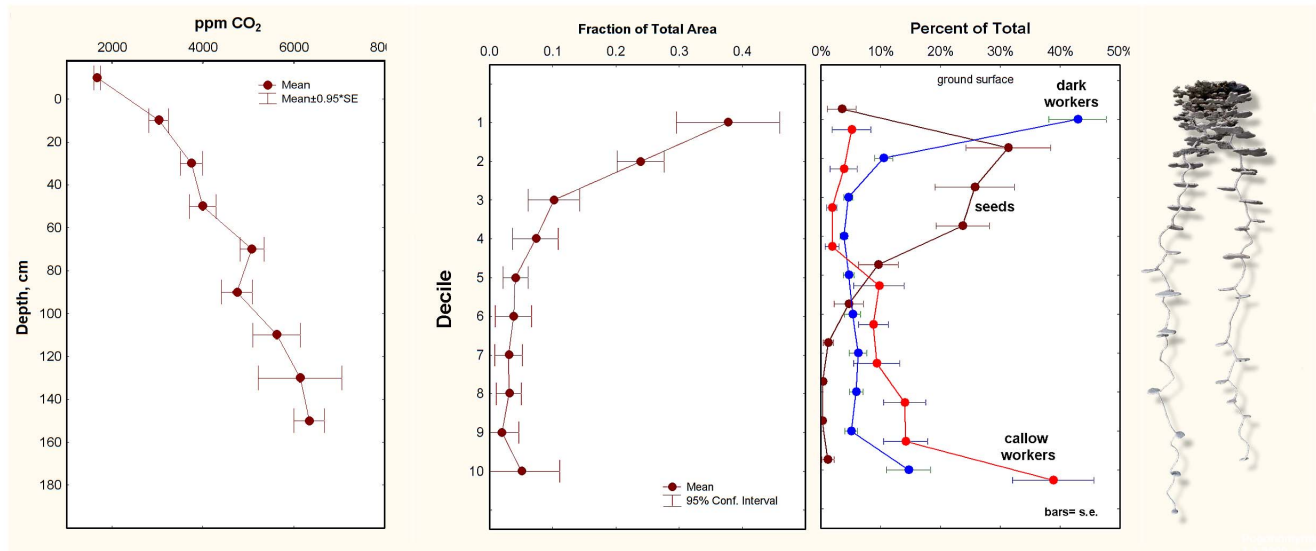 ppm CO₂
2000 4000 6000 80
Mean
Mean±0.95*SE
Depth, cm
0
20
40
60
80
100
120
140
160
180
Fraction of Total Area
0.0 0.1 0.2 0.3 0.4
Decile
1
2
3
4
5
6
7
8
9
10
Mean
95% Conf. Interval
Percent of Total
0% 10% 20% 30% 40% 50%
ground surface
dark
workers
seeds
callow
workers
bars= s.e.